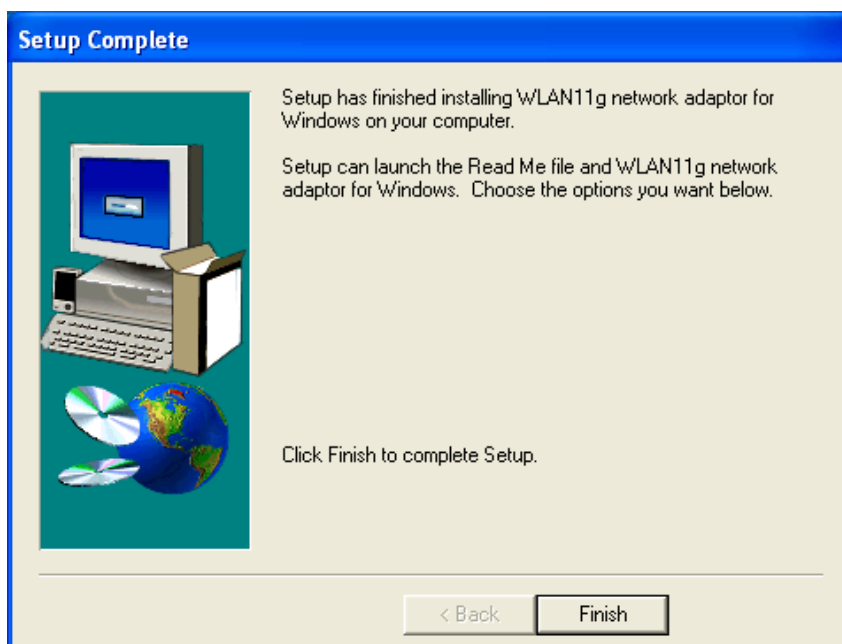 Setup Complete
Setup has finished installing WLAN11g network adaptor for
Windows on your computer.
Setup can launch the Read Me file and WLAN11g network
adaptor for Windows.  Choose the options you want below.
Click Finish to complete Setup.
< Back
Finish